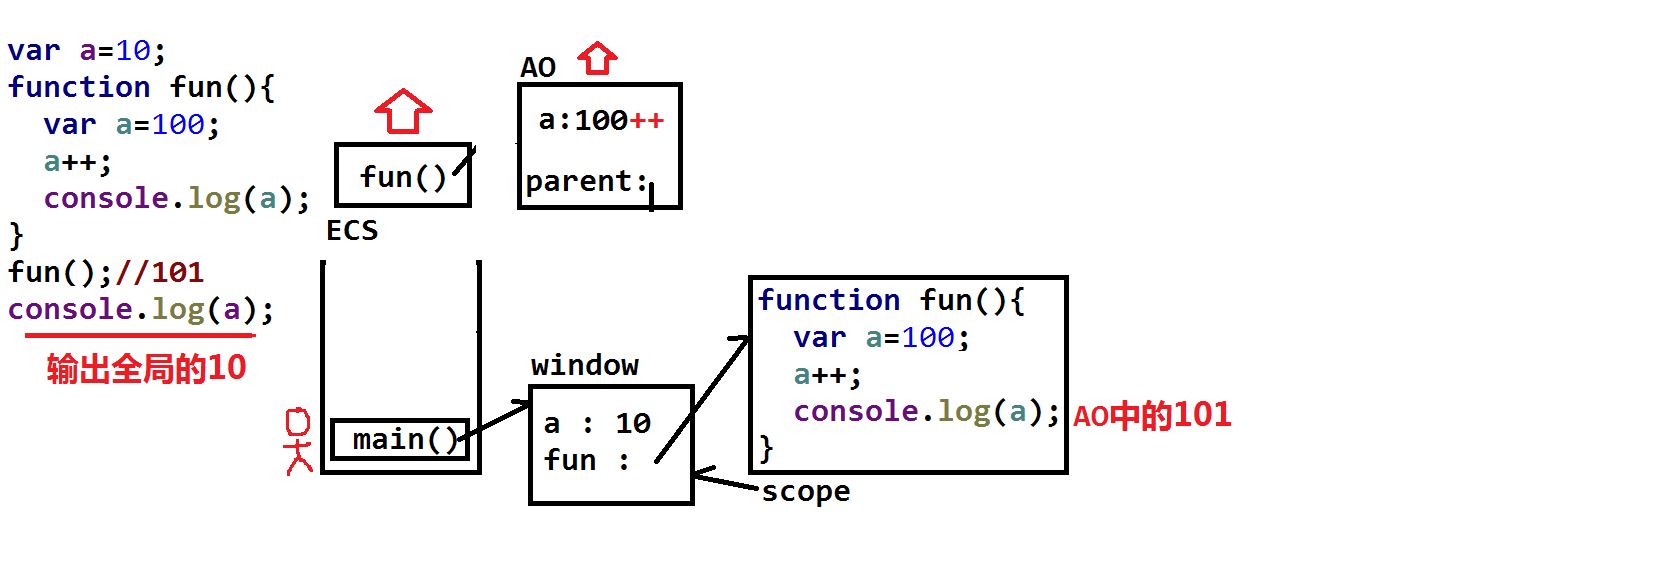 var a=10;
function fun(){
  var a=100;
  a++;
  console.log(a);
}
fun();//101
console.log(a);
输出全局的10
fun()
ECS
main()
AO
a:100++
parent:
window
a : 10
fun :
function fun(){
  var a=100;
  a++;
  console.log(a);
}
AO中的101
scope